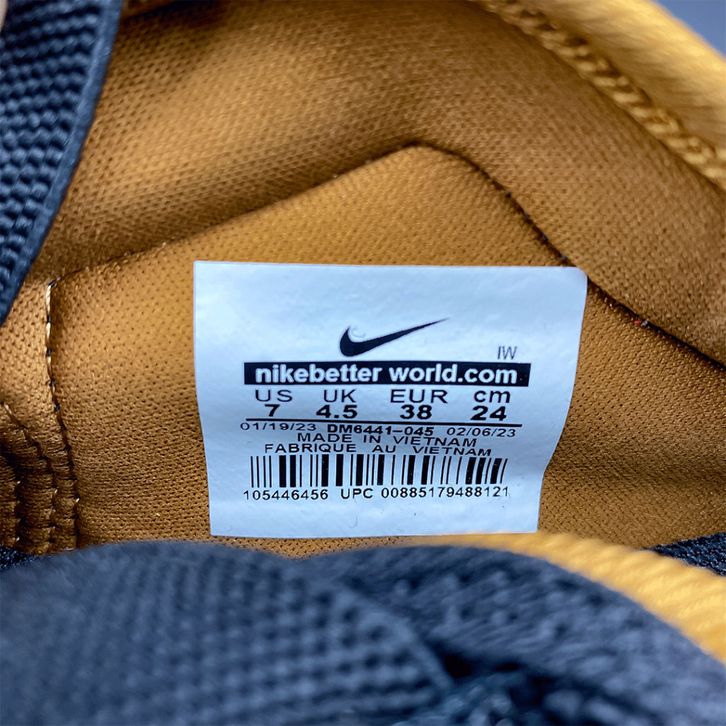 IW
nikebetter world.com
US UK EUR cm
7 4.5 38 24
01/19/23 DM6441-045 02/06/23
MADE IN VIETNAM
FABRIQUE AU VIETNAM
105446456 UPC 00885179488121